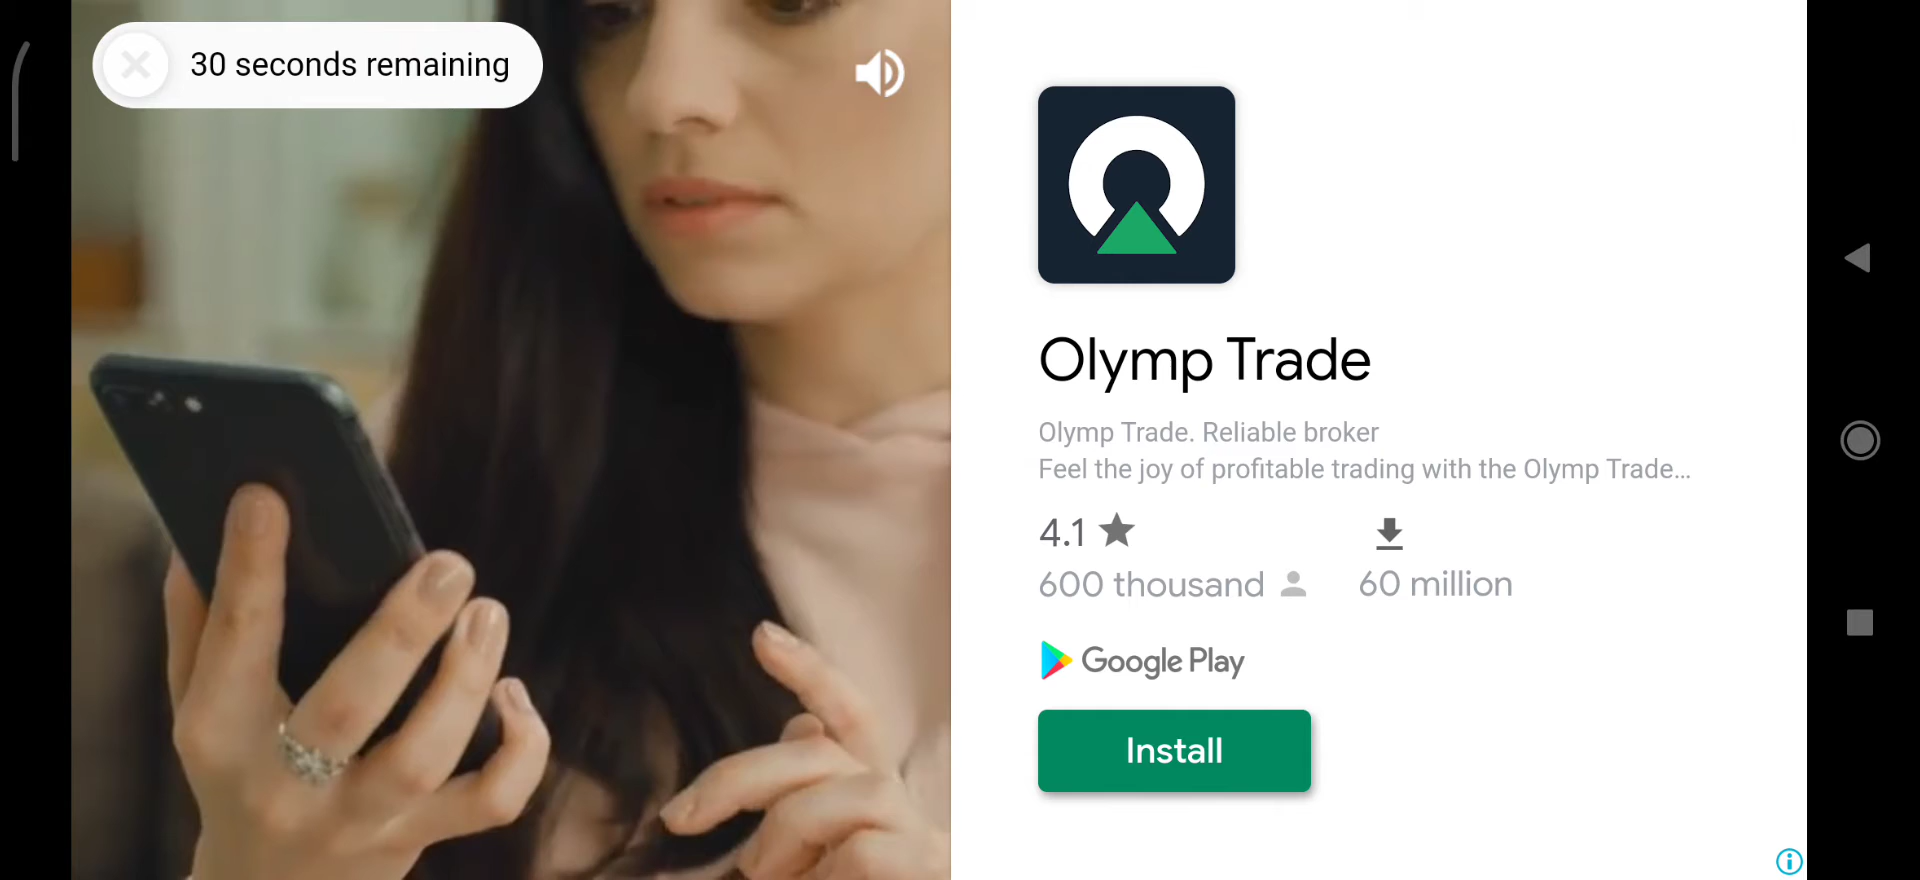 30 seconds remaining
Olymp Trade
Olymp Trade. Reliable broker
Feel the joy of profitable trading with the Olymp Trade...
4.1
600 thousand
60 million
Google Play
Install